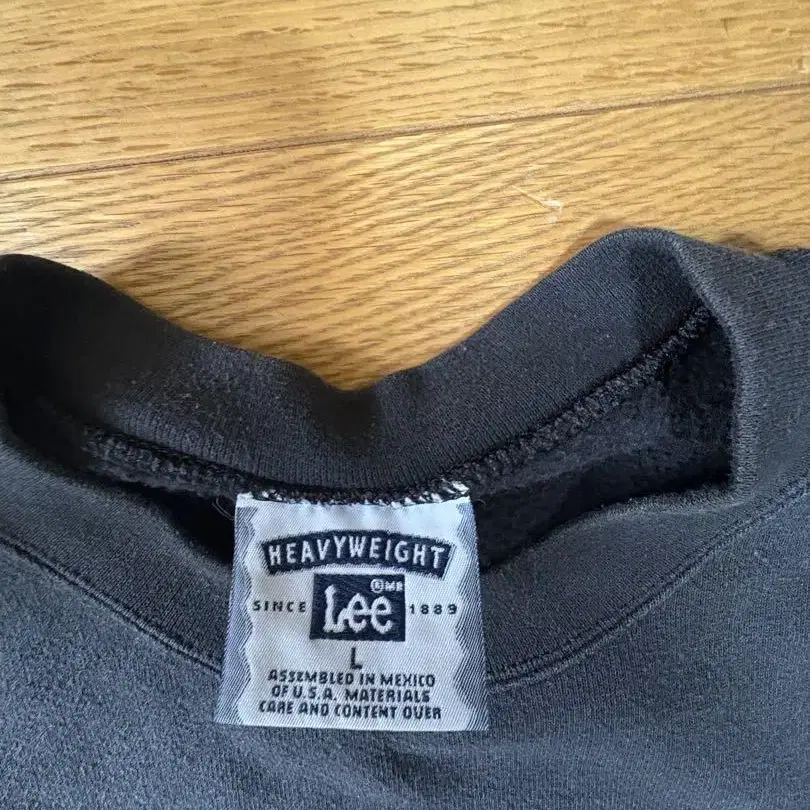 HEAVYWEIGHT
® MR
SINCE Lee 1889
L
ASSEMBLED IN MEXICO
OF U.S.A. MATERIALS
CARE AND CONTENT OVER